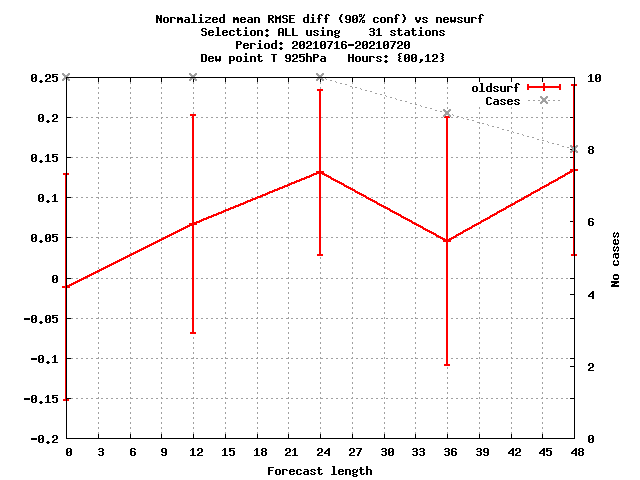 Normalized mean RMSE diff (90% conf) vs newsurf
Selection: ALL using    31 stations
Period: 20210716-20210720
Dew point T 925hPa   Hours: {00,12}
oldsurf
Cases
0.25
0.2
0.15
0.1
0.05
0
-0.05
-0.1
-0.15
-0.2
10
8
6
4
2
0
No cases
0 3 6 9 12 15 18 21 24 27 30 33 36 39 42 45 48
Forecast length